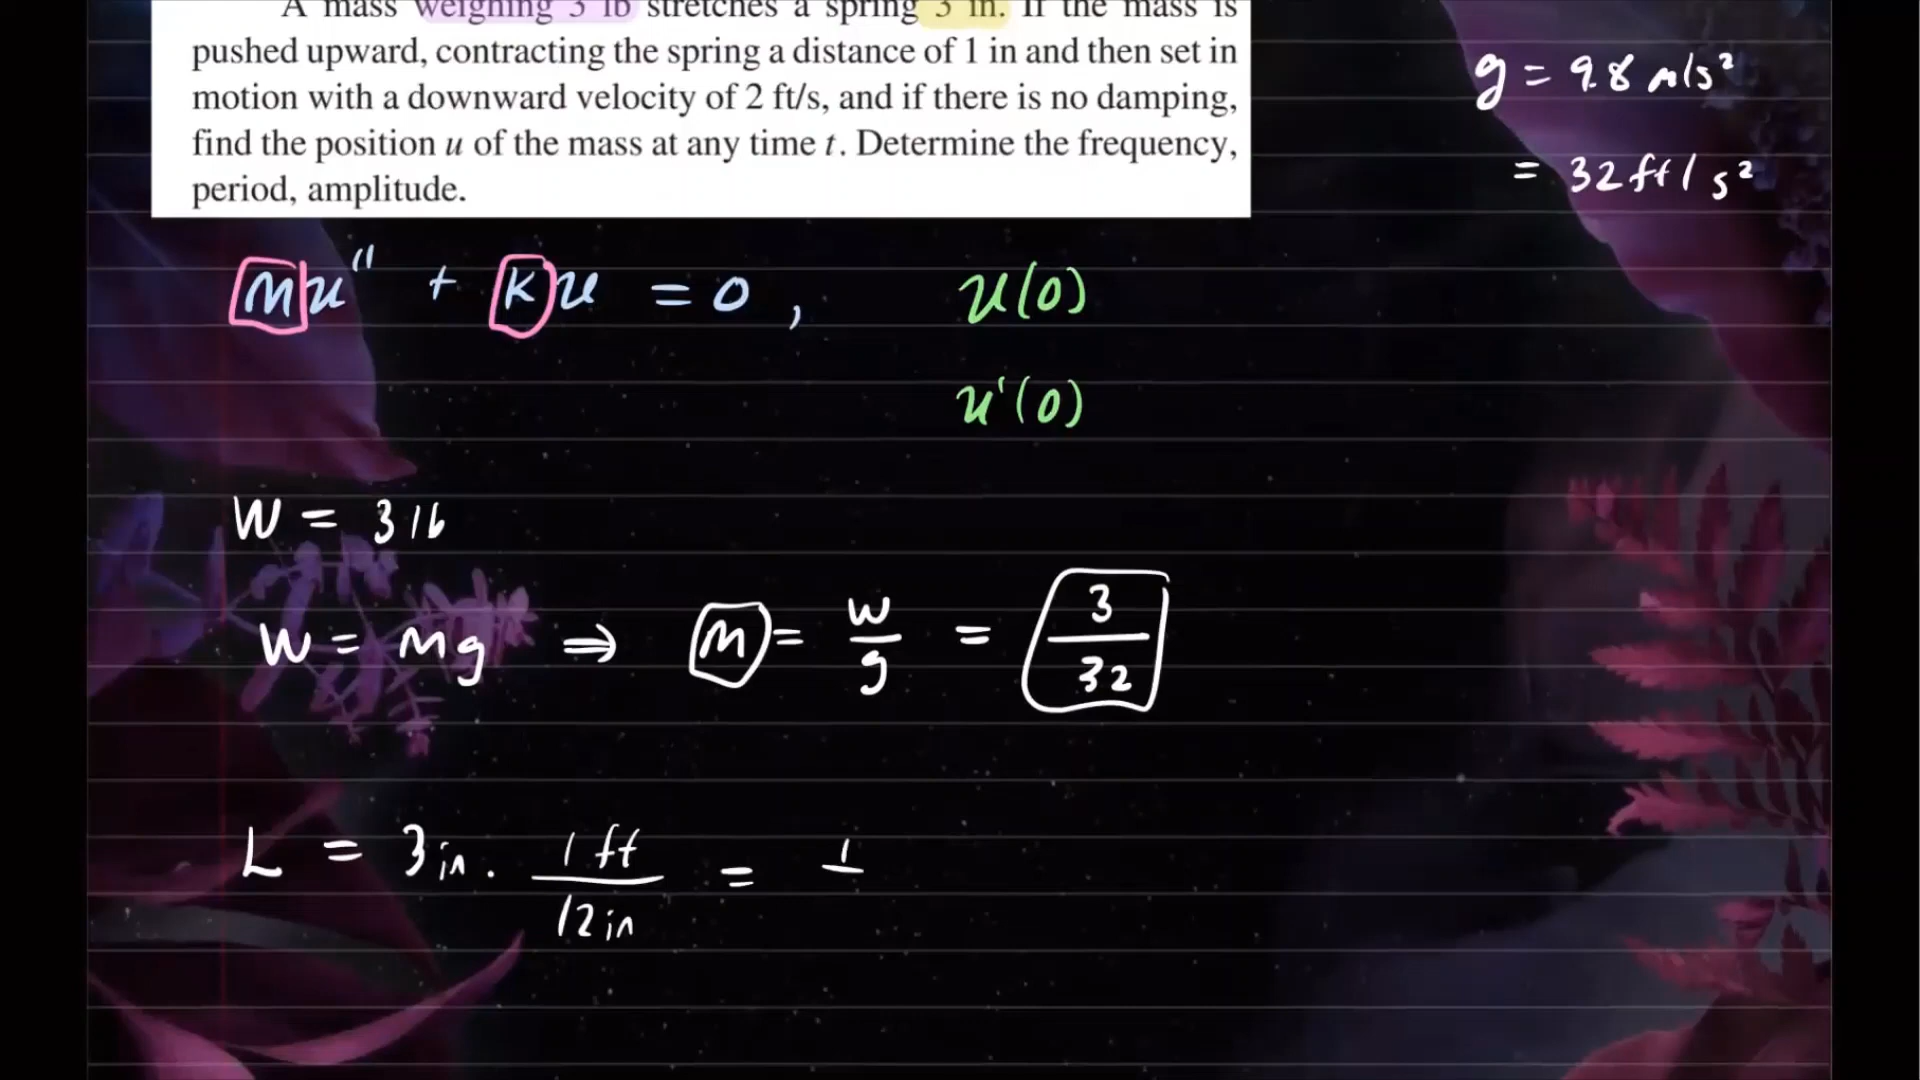 A mass weighing 3 lb stretches a spring 3 in. If the mass is
pushed upward, contracting the spring a distance of 1 in and then set in
motion with a downward velocity of 2 ft/s, and if there is no damping,
find the position u of the mass at any time t. Determine the frequency,
period, amplitude.
g = 9.8 m/s²
= 32 ft/s²
mu'' + ku = 0, u(0)
u'(0)
W = 3 lb
W = mg ⇒ m = w/g = 3/32
L = 3 in. 1 ft/12 in = 1